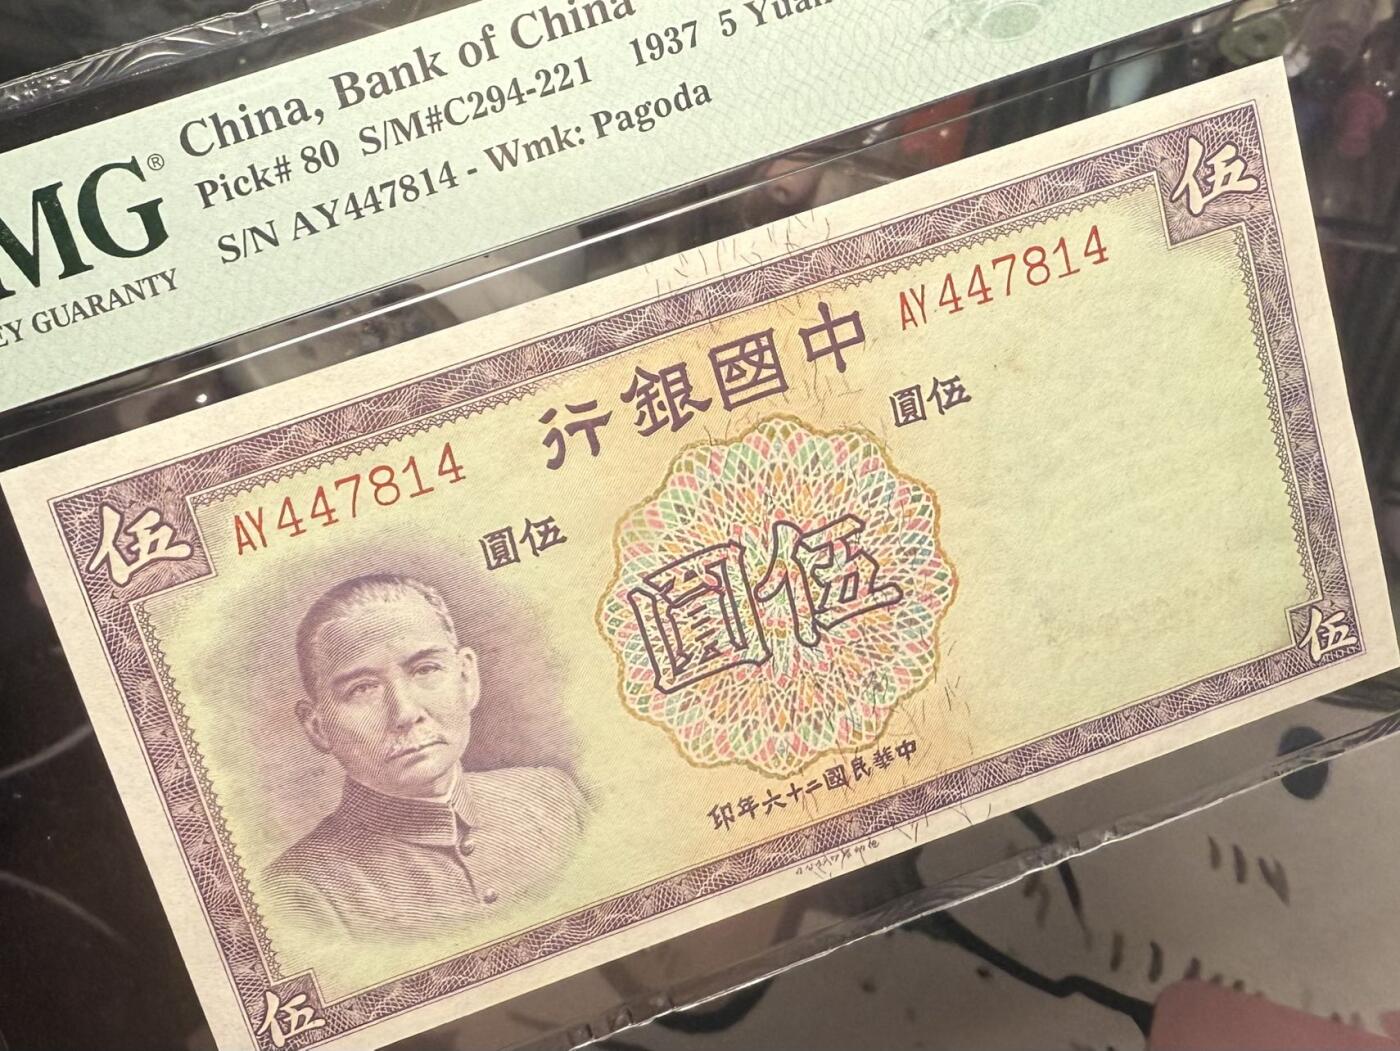 China, Bank of China
Pick# 80 S/M#C294-221 1937 5 Yuan
S/N AY447814 - Wmk: Pagoda
MG®
EY GUARANTY
伍
伍
AY447814
中國銀行
AY447814
伍圓
伍圓
伍圓
中華民國二十六年印
伍
伍